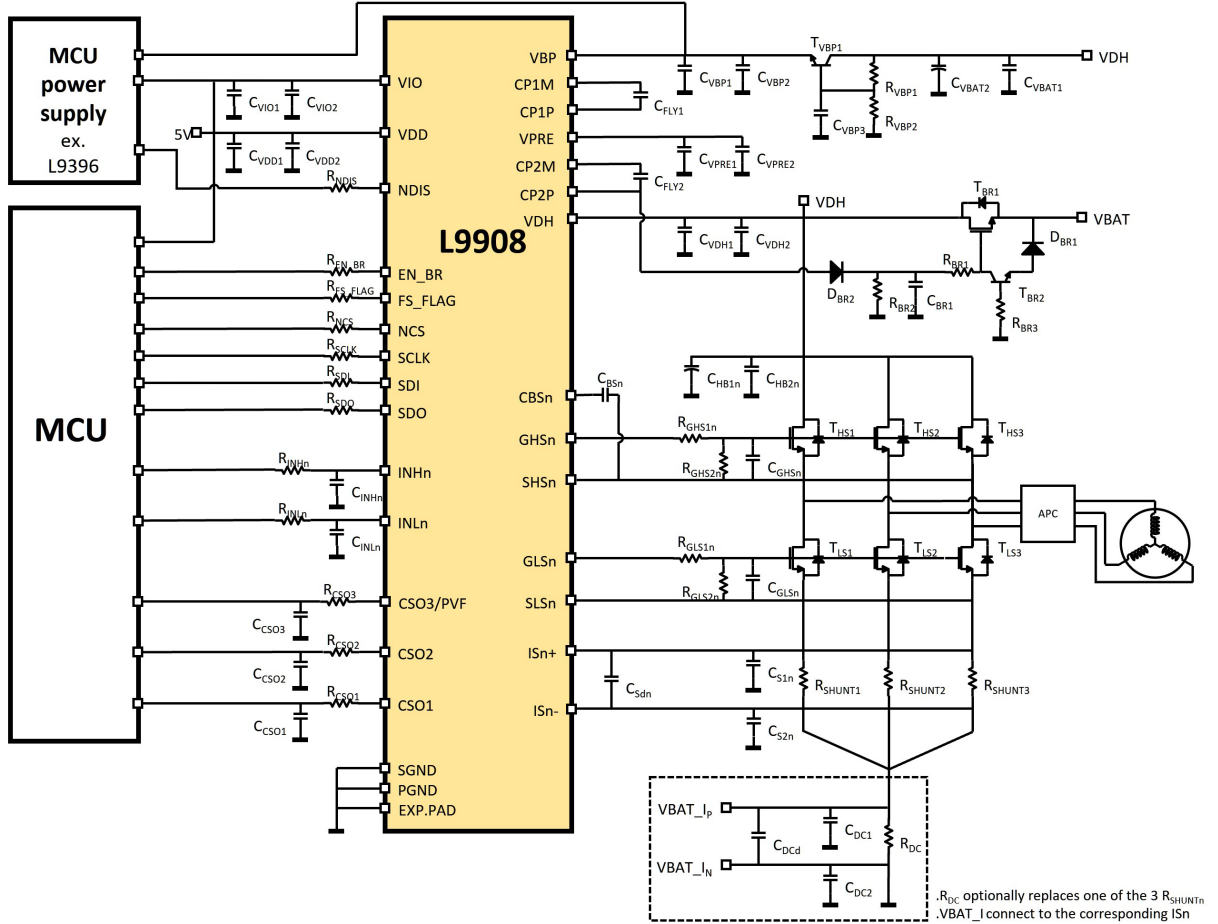 MCU
power
supply
ex.
L9396
MCU
L9908
VIO
VDD
NDIS
EN_BR
FS_FLAG
NCS
SCLK
SDI
SDO
INHn
INLn
CSO3/PVF
CSO2
CSO1
SGND
PGND
EXP.PAD
VBP
CP1M
CP1P
VPRE
CP2M
CP2P
VDH
CBSn
GHSn
SHSn
GLSn
SLSn
ISn+
ISn-
CVIO1
CVIO2
5V
CVDD1
CVDD2
RNDIS
REN_BR
RFS_FLAG
RNCS
RSCLK
RSDI
RSDO
RINHn
CINHn
RINLn
CINLn
RCSO3
CCSO3
RCSO2
CCSO2
RCSO1
CCSO1
TVBP1
VDH
CVBP1
CVBP2
CVBP3
RVBP1
RVBP2
CVBAT2
CVBAT1
CFLY1
CVPRE1
CVPRE2
CFLY2
VDH
CVDH1
CVDH2
TBR1
VBAT
DBR1
RBR1
TBR2
DBR2
RBR2
CBR1
RBR3
CHB1n
CHB2n
CBSn
RGHS1n
RGHS2n
CGHSn
THS1
THS2
THS3
APC
RGLS1n
RGLS2n
CGLSn
TLS1
TLS2
TLS3
CSdn
CS1n
CS2n
RSHUNT1
RSHUNT2
RSHUNT3
VBAT_IP
CDCd
CDC1
RDC
VBAT_IN
CDC2
.RDC optionally replaces one of the 3 RSHUNTn
.VBAT_I connect to the corresponding ISn